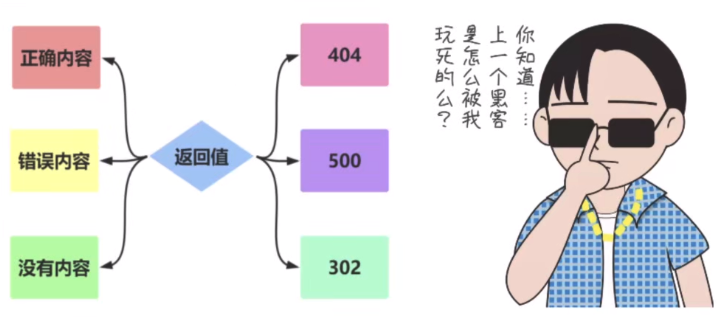 正确内容
404
错误内容
返回值
500
没有内容
302
你知道……
上一个黑客
是怎么被我
玩死的么？